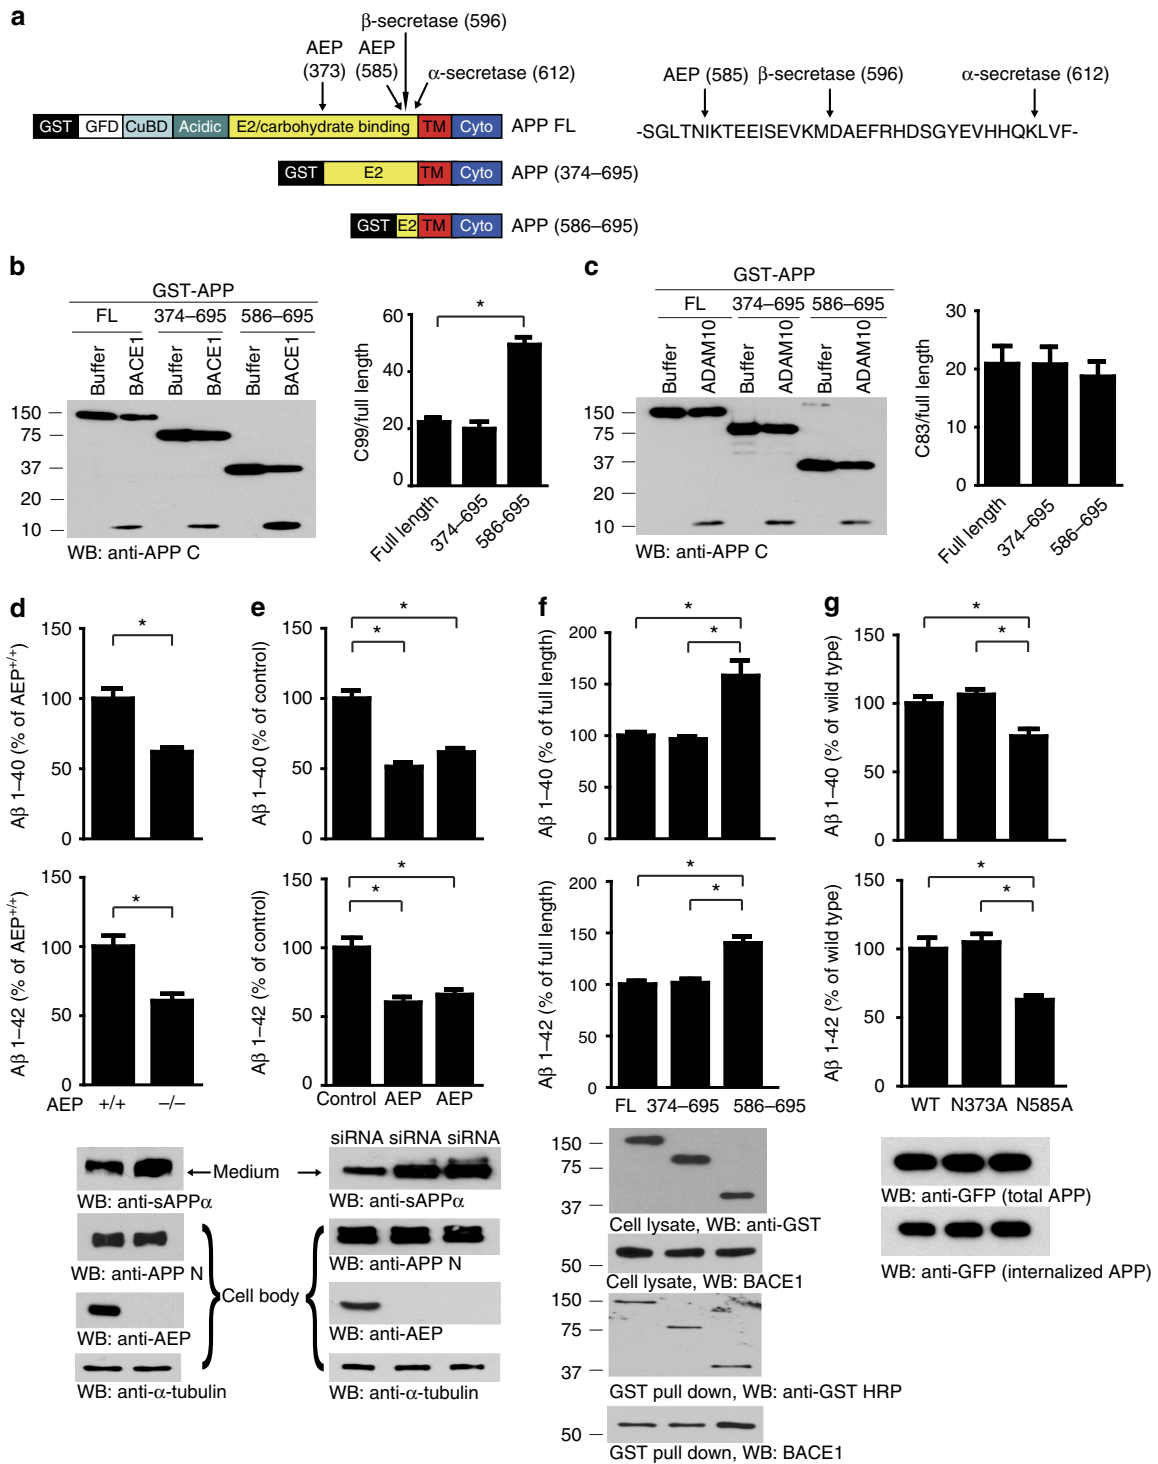 a
β-secretase (596)
AEP (373)
AEP (585)
α-secretase (612)
GST GFD CuBD Acidic E2/carbohydrate binding TM Cyto APP FL
GST E2 TM Cyto APP (374–695)
GST E2 TM Cyto APP (586–695)
AEP (585) β-secretase (596) α-secretase (612)
-SGLTNIKTEEISEVKMDAEFRHDSGYEVHHQKLVF-
b
GST-APP
FL 374–695 586–695
Buffer BACE1 Buffer BACE1 Buffer BACE1
150
75
37
20
10
WB: anti-APP C
C99/full length
60
40
20
0
*
Full length 374–695 586-695
c
GST-APP
FL 374–695 586–695
Buffer ADAM10 Buffer ADAM10 Buffer ADAM10
150
75
37
20
10
WB: anti-APP C
C83/full length
30
20
10
0
Full length 374–695 586–695
d
Aβ 1–40 (% of AEP+/+)
150
100
50
0
*
Aβ 1–42 (% of AEP+/+)
150
100
50
0
*
AEP +/+ −/−
WB: anti-sAPPα
WB: anti-APP N
WB: anti-AEP
WB: anti-α-tubulin
Medium
Cell body
e
Aβ 1–40 (% of control)
150
100
50
0
*
*
Aβ 1–42 (% of control)
150
100
50
0
*
*
Control AEP AEP
siRNA siRNA siRNA
WB: anti-sAPPα
WB: anti-APP N
WB: anti-AEP
WB: anti-α-tubulin
f
Aβ 1–40 (% of full length)
200
150
100
50
0
*
*
Aβ 1–42 (% of full length)
200
150
100
50
0
*
*
FL 374–695 586–695
150
75
37
Cell lysate, WB: anti-GST
50
Cell lysate, WB: BACE1
150
75
37
GST pull down, WB: anti-GST HRP
50
GST pull down, WB: BACE1
g
Aβ 1–40 (% of wild type)
150
100
50
0
*
*
Aβ 1-42 (% of wild type)
150
100
50
0
*
*
WT N373A N585A
WB: anti-GFP (total APP)
WB: anti-GFP (internalized APP)